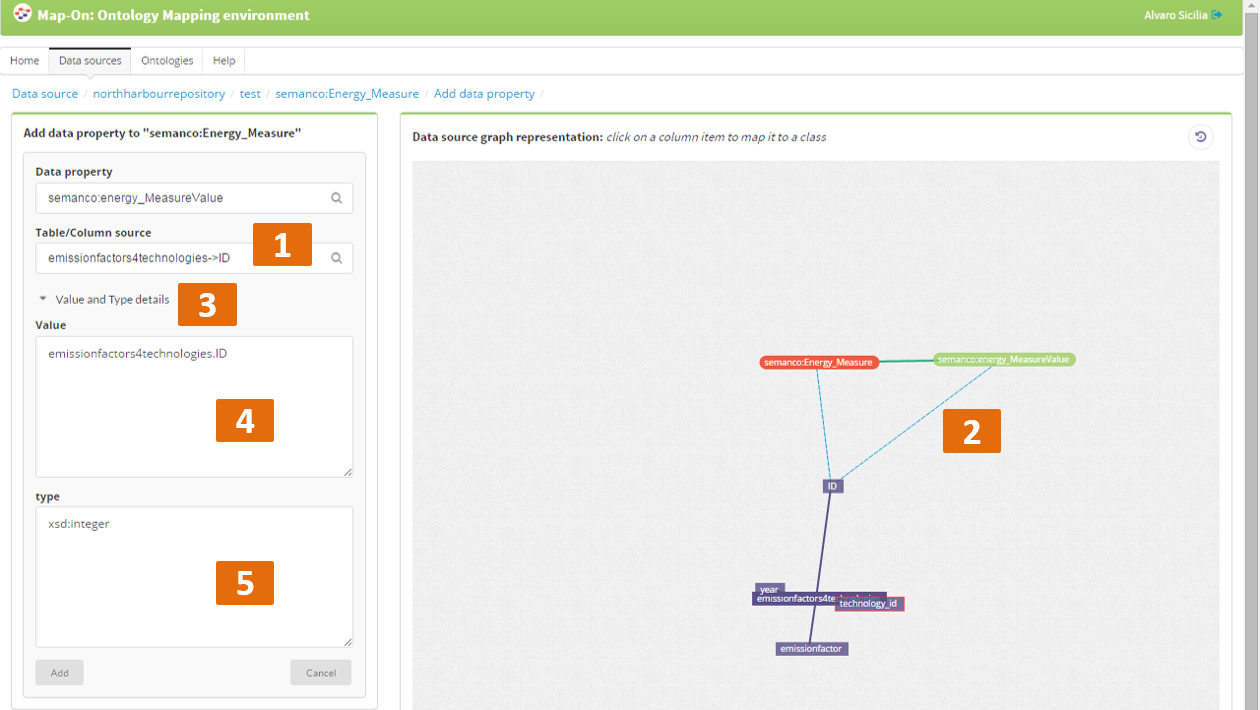 Map-On: Ontology Mapping environment
Alvaro Sicilia
Home Data sources Ontologies Help
Data source / northharbourrepository / test / semanco:Energy_Measure / Add data property /
Add data property to "semanco:Energy_Measure"
Data property
semanco:energy_MeasureValue
Table/Column source
1
emissionfactors4technologies->ID
Value and Type details
3
Value
emissionfactors4technologies.ID
4
type
xsd:integer
5
Add Cancel
Data source graph representation: click on a column item to map it to a class
semanco:Energy_Measure semanco:energy_MeasureValue
2
ID
year
technology_id
emissionfactor